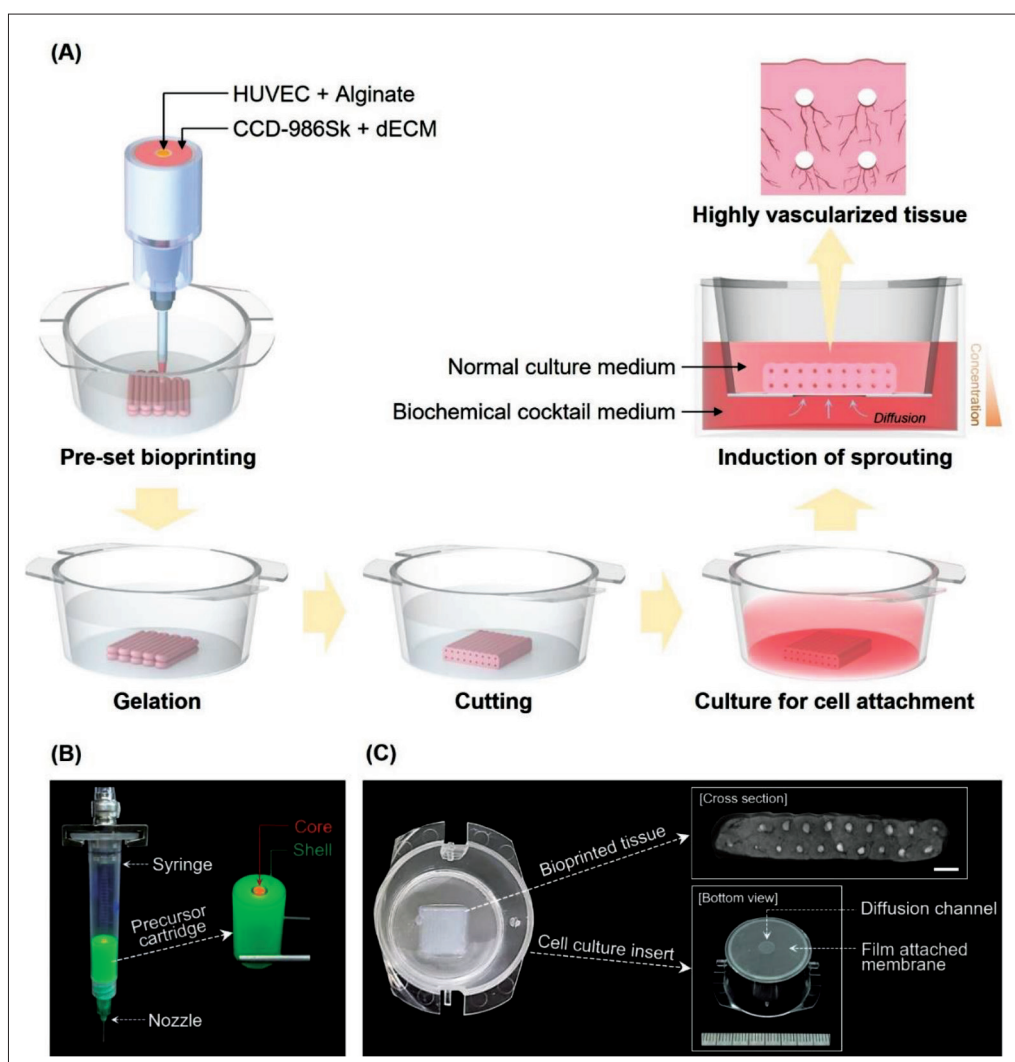 (A)
HUVEC + Alginate
CCD-986Sk + dECM
Highly vascularized tissue
Normal culture medium
Biochemical cocktail medium
Diffusion
Concentration
Pre-set bioprinting
Induction of sprouting
Gelation
Cutting
Culture for cell attachment
(B)
Syringe
Core
Shell
Precursor
cartridge
Nozzle
(C)
[Cross section]
Bioprinted tissue
[Bottom view]
Cell culture insert
Diffusion channel
Film attached
membrane